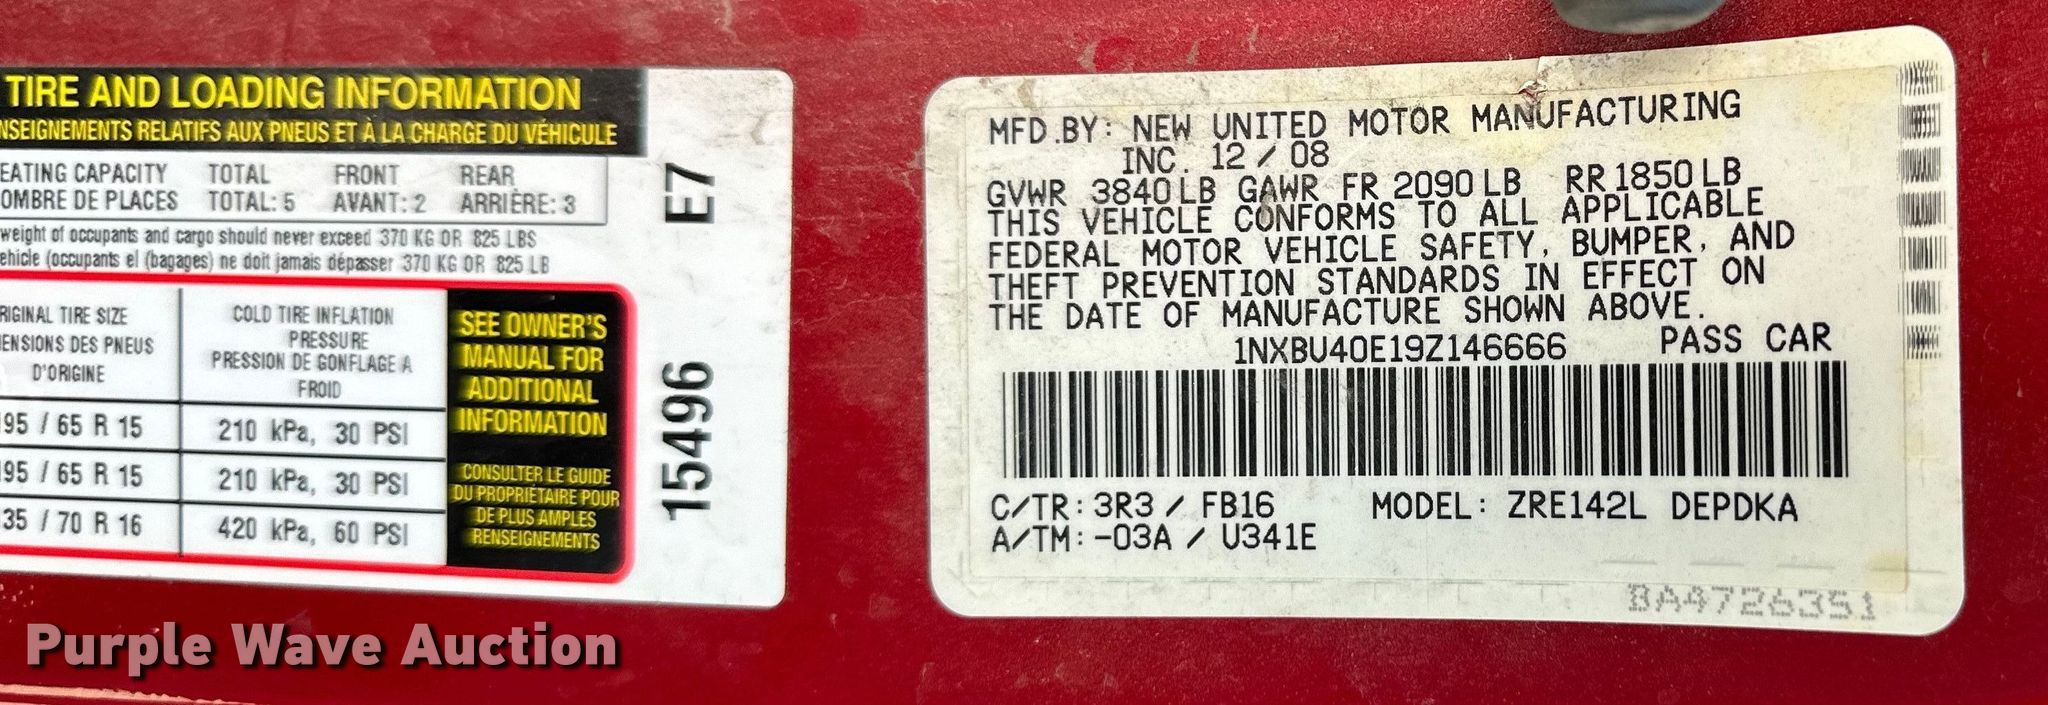 TIRE AND LOADING INFORMATION
NSEIGNEMENTS RELATIFS AUX PNEUS ET À LA CHARGE DU VÉHICULE
EATING CAPACITY TOTAL FRONT REAR
OMBRE DE PLACES TOTAL: 5 AVANT: 2 ARRIÈRE: 3
weight of occupants and cargo should never exceed 370 KG OR 825 LBS
ehicle (occupants el (bagages) ne doit jamais dépasser 370 KG OR 825 LB
RIGINAL TIRE SIZE
ENSIONS DES PNEUS
D'ORIGINE
COLD TIRE INFLATION
PRESSURE
PRESSION DE GONFLAGE A
FROID
95 / 65 R 15 210 kPa, 30 PSI
95 / 65 R 15 210 kPa, 30 PSI
35 / 70 R 16 420 kPa, 60 PSI
SEE OWNER'S
MANUAL FOR
ADDITIONAL
INFORMATION
CONSULTER LE GUIDE
DU PROPRIÉTAIRE POUR
DE PLUS AMPLES
RENSEIGNEMENTS
E7
15496
MFD.BY: NEW UNITED MOTOR MANUFACTURING
INC. 12 / 08
GVWR 3840 LB GAWR FR 2090 LB RR 1850 LB
THIS VEHICLE CONFORMS TO ALL APPLICABLE
FEDERAL MOTOR VEHICLE SAFETY, BUMPER, AND
THEFT PREVENTION STANDARDS IN EFFECT ON
THE DATE OF MANUFACTURE SHOWN ABOVE.
1NXBU40E19Z146666 PASS CAR
C/TR: 3R3 / FB16 MODEL: ZRE142L DEPDKA
A/TM: -03A / U341E
BA4726351
Purple Wave Auction